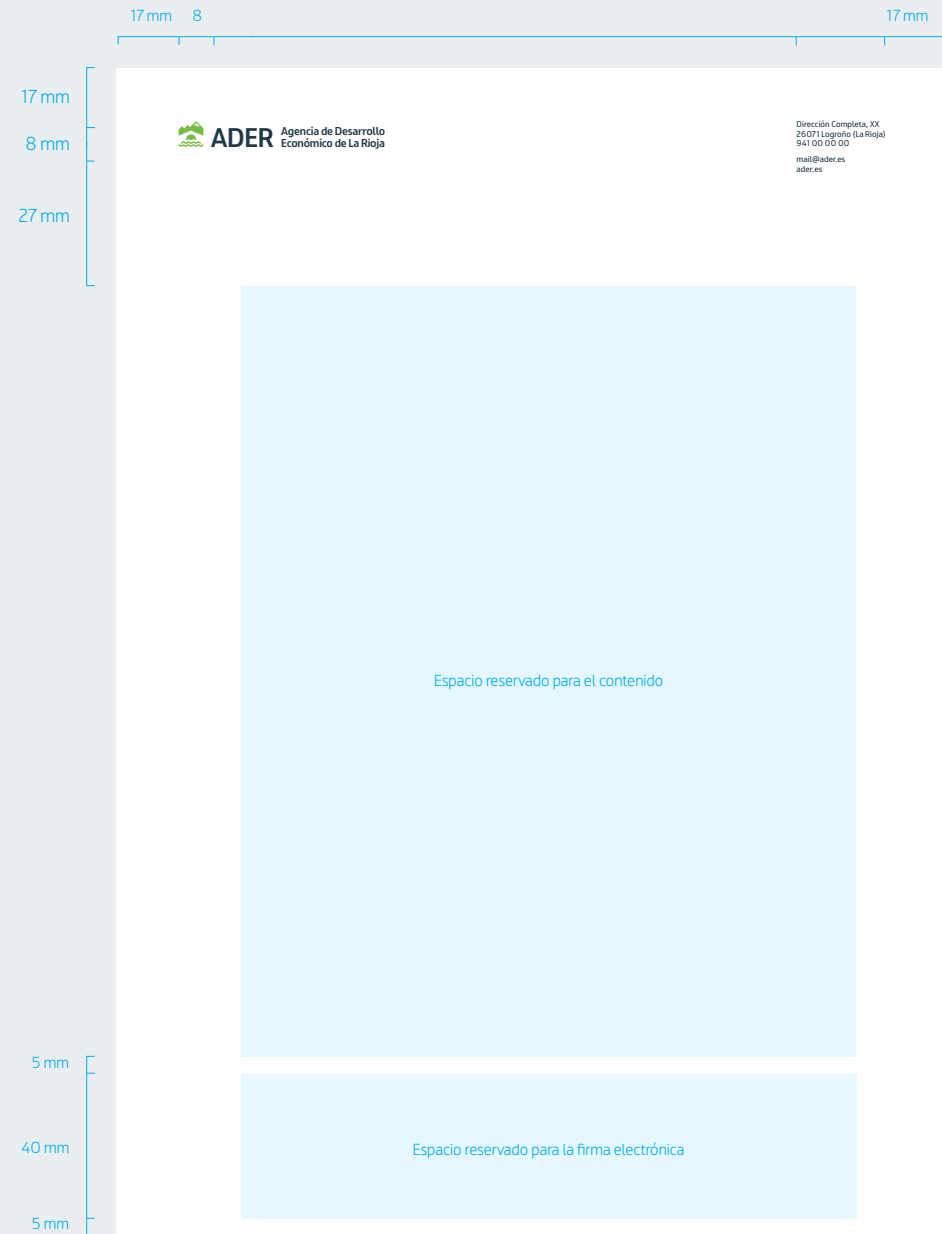 17 mm 8 17 mm
17 mm
8 mm
27 mm
ADER
Agencia de Desarrollo
Económico de La Rioja
Dirección Completa, XX
26071 Logroño (La Rioja)
941 00 00 00
mail@ader.es
ader.es
Espacio reservado para el contenido
5 mm
40 mm
5 mm
Espacio reservado para la firma electrónica